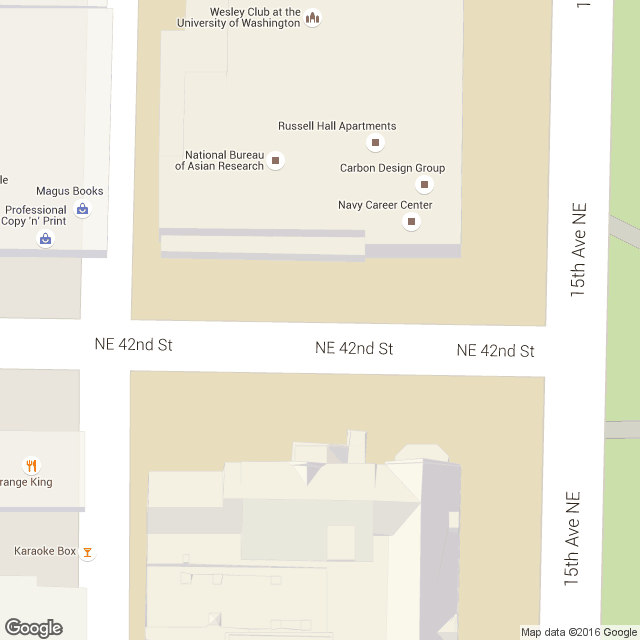 Wesley Club at the
University of Washington
1
Russell Hall Apartments
National Bureau
of Asian Research
Carbon Design Group
le
Magus Books
Navy Career Center
Professional
Copy 'n' Print
15th Ave NE
NE 42nd St
NE 42nd St
NE 42nd St
range King
15th Ave NE
Karaoke Box
Google
Map data ©2016 Google